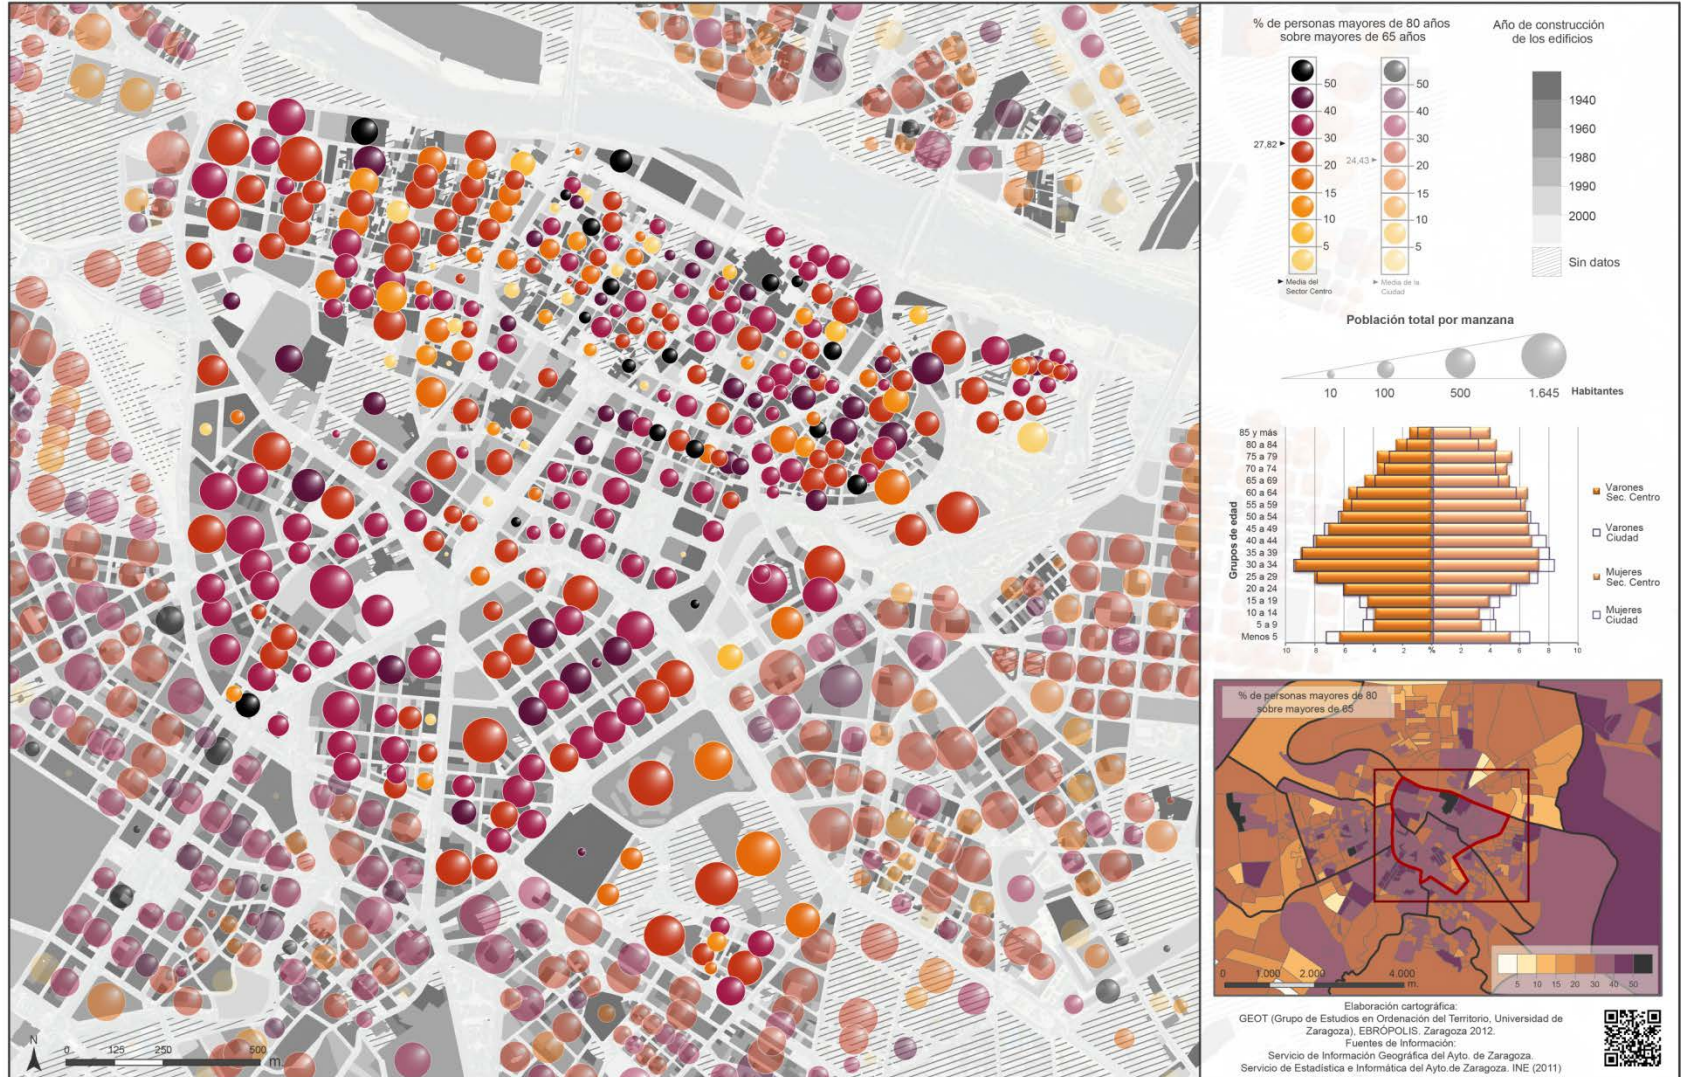 % de personas mayores de 80 años
sobre mayores de 65 años
50
40
30
27,82
20
15
10
5
Media del
Sector Centro
50
40
30
24,43
20
15
10
5
Media de la
Ciudad
Año de construcción
de los edificios
1940
1960
1980
1990
2000
Sin datos
Población total por manzana
10 100 500 1.645 Habitantes
Grupos de edad
85 y más
80 a 84
75 a 79
70 a 74
65 a 69
60 a 64
55 a 59
50 a 54
45 a 49
40 a 44
35 a 39
30 a 34
25 a 29
20 a 24
15 a 19
10 a 14
5 a 9
Menos 5
10 8 6 4 2 % 2 4 6 8 10
Varones
Sec. Centro
Varones
Ciudad
Mujeres
Sec. Centro
Mujeres
Ciudad
% de personas mayores de 80
sobre mayores de 65
0 1.000 2.000 4.000
m.
5 10 15 20 30 40 50
Elaboración cartográfica:
GEOT (Grupo de Estudios en Ordenación del Territorio, Universidad de
Zaragoza), EBRÓPOLIS. Zaragoza 2012.
Fuentes de Información:
Servicio de Información Geográfica del Ayto. de Zaragoza.
Servicio de Estadística e Informática del Ayto.de Zaragoza. INE (2011)
N
0 125 250 500
m.